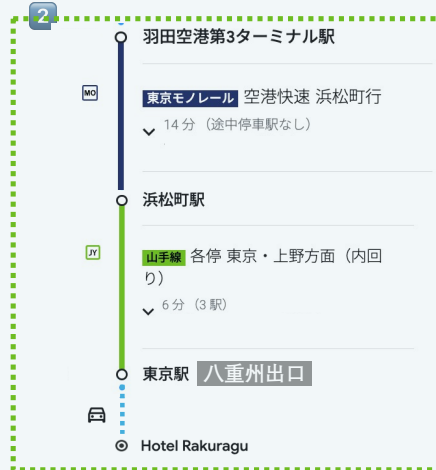 2
羽田空港第3ターミナル駅
MO
東京モノレール 空港快速 浜松町行
14分（途中停車駅なし）
浜松町駅
JY
山手線 各停 東京・上野方面（内回
り）
6分（3駅）
東京駅 八重州出口
Hotel Rakuragu